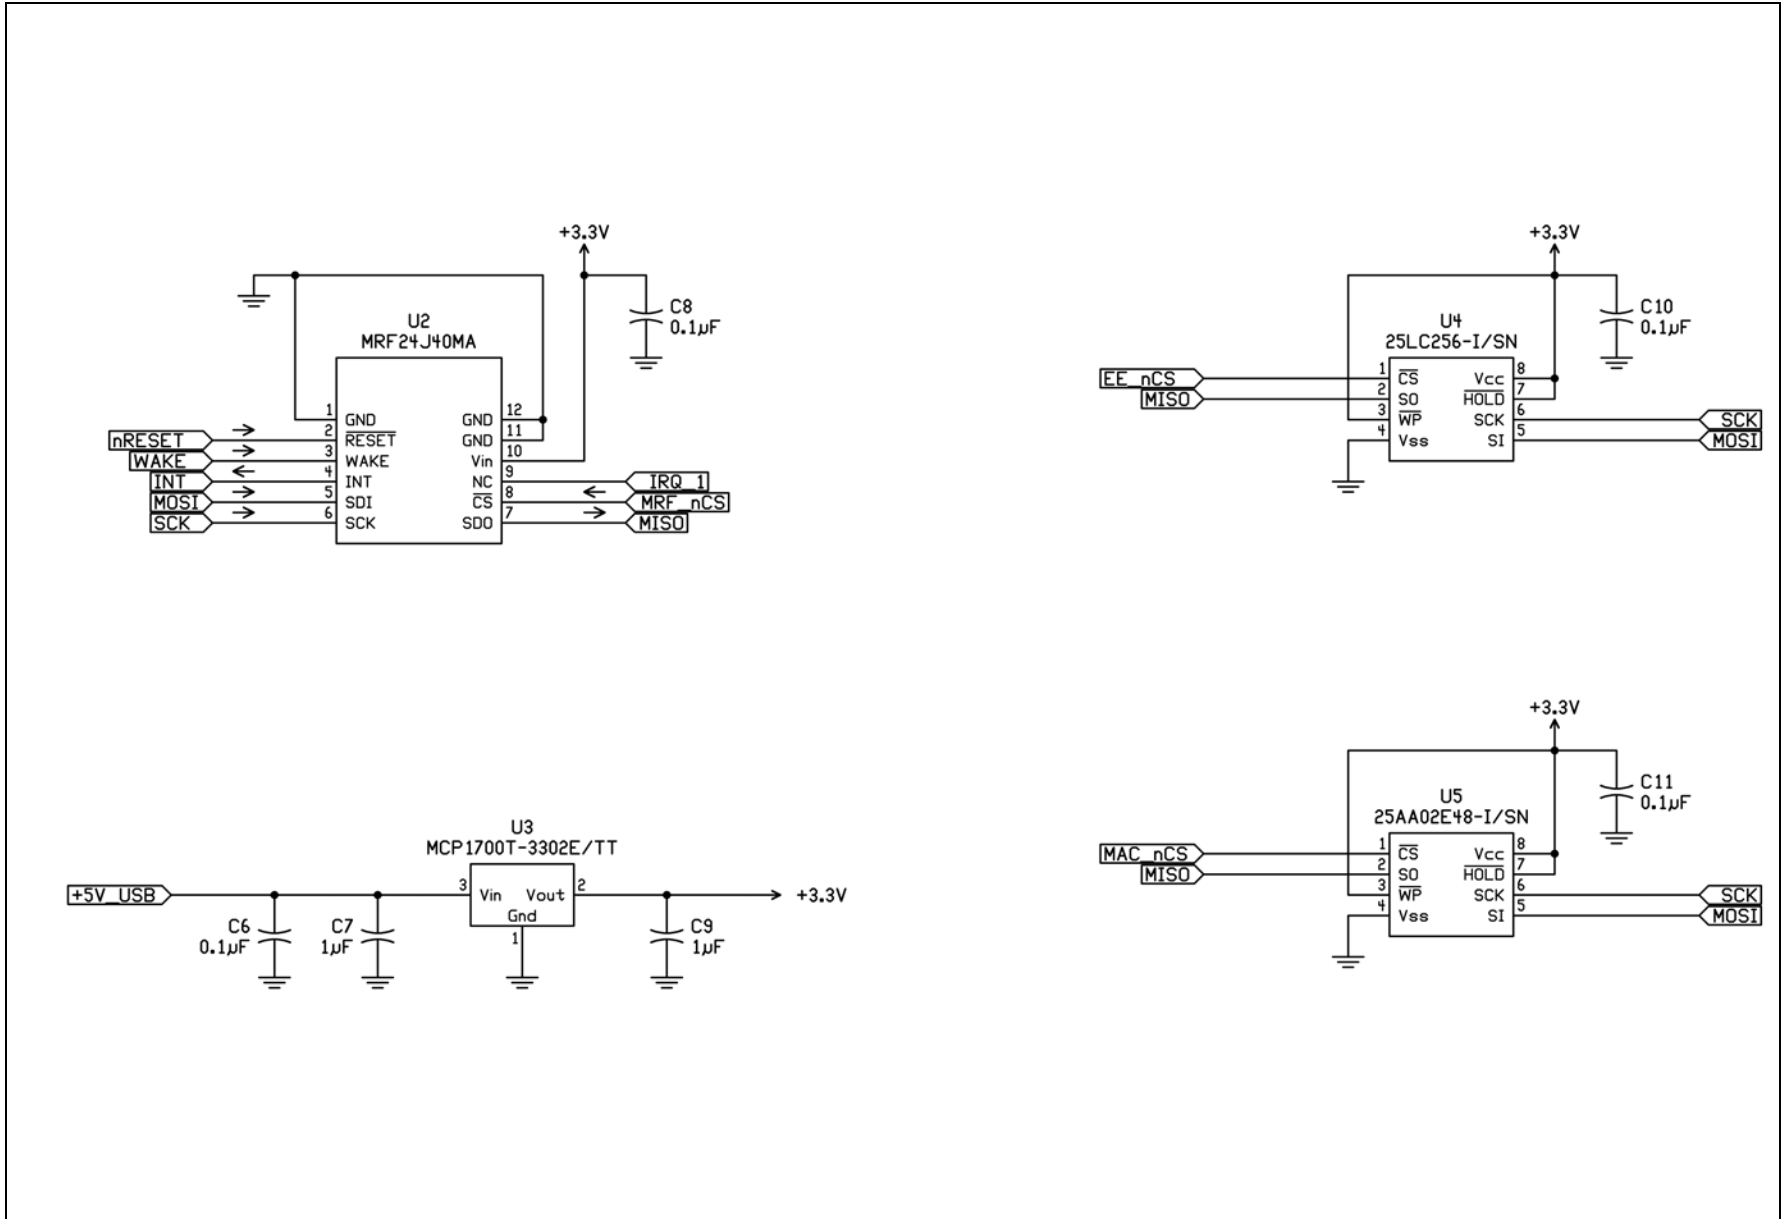 +3.3V
C8
0.1µF
U2
MRF24J40MA
1 GND
2 RESET
3 WAKE
4 INT
5 SDI
6 SCK
GND 12
GND 11
Vin 10
NC 9
CS 8
SDO 7
nRESET
WAKE
INT
MOSI
SCK
IRQ_1
MRF_nCS
MISO
+3.3V
C10
0.1µF
U4
25LC256-I/SN
EE_nCS
MISO
1 CS
2 SO
3 WP
4 Vss
Vcc 8
HOLD 7
SCK 6
SI 5
SCK
MOSI
U3
MCP1700T-3302E/TT
+5V_USB
3 Vin
Vout 2
Gnd
1
+3.3V
C6
0.1µF
C7
1µF
C9
1µF
+3.3V
C11
0.1µF
U5
25AA02E48-I/SN
MAC_nCS
MISO
1 CS
2 SO
3 WP
4 Vss
Vcc 8
HOLD 7
SCK 6
SI 5
SCK
MOSI